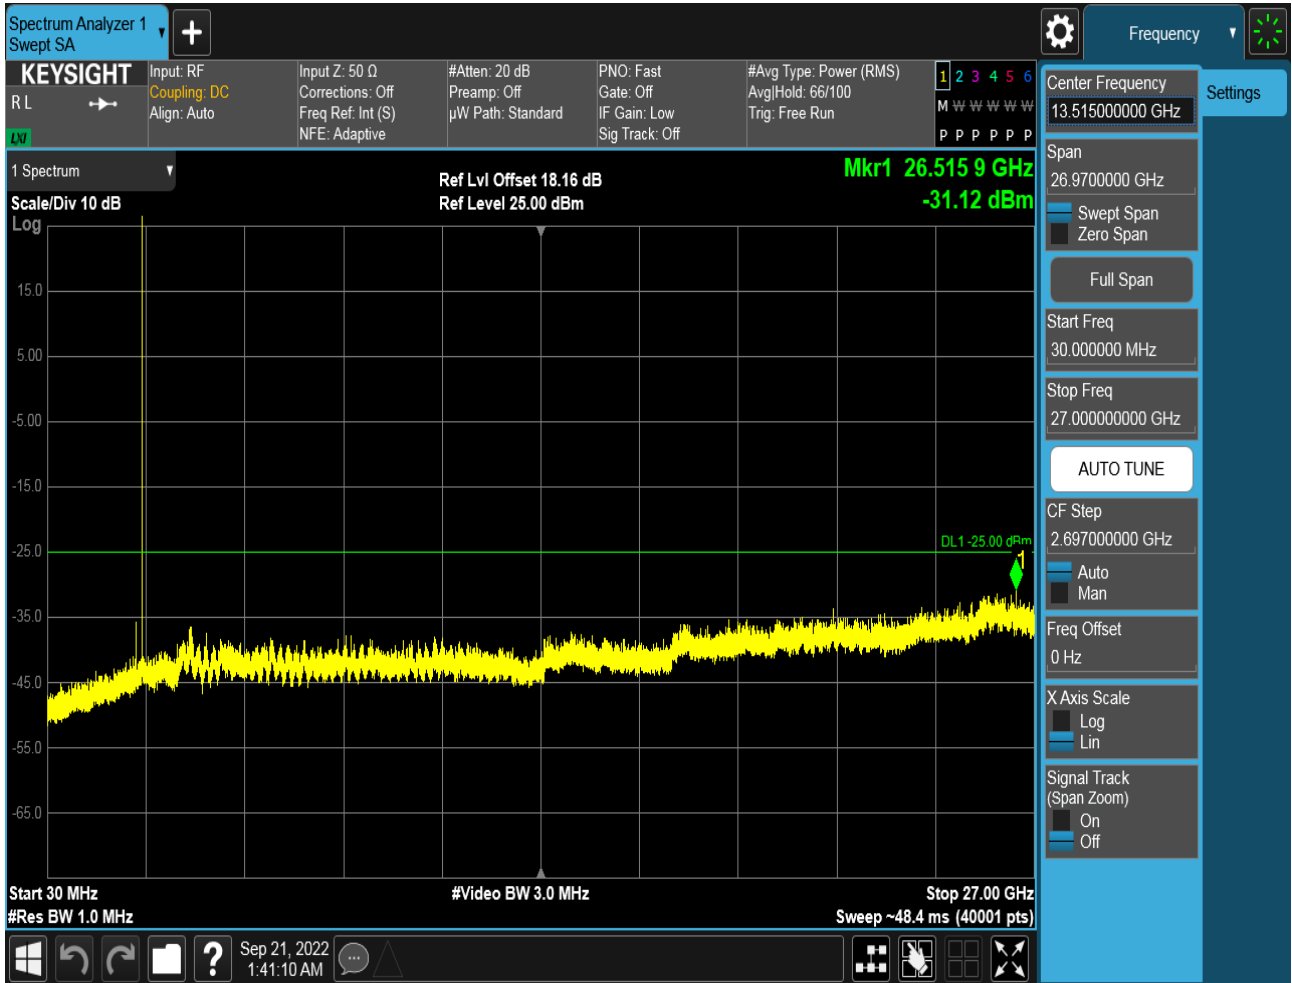 Spectrum Analyzer 1
Swept SA
Frequency
KEYSIGHT
R L
LXI
Input: RF
Coupling: DC
Align: Auto
Input Z: 50 Ω
Corrections: Off
Freq Ref: Int (S)
NFE: Adaptive
#Atten: 20 dB
Preamp: Off
µW Path: Standard
PNO: Fast
Gate: Off
IF Gain: Low
Sig Track: Off
#Avg Type: Power (RMS)
Avg|Hold: 66/100
Trig: Free Run
1 2 3 4 5 6
M W W W W W
P P P P P P
1 Spectrum
Scale/Div 10 dB
Log
Ref Lvl Offset 18.16 dB
Ref Level 25.00 dBm
Mkr1 26.515 9 GHz
-31.12 dBm
15.0
5.00
-5.00
-15.0
-25.0
-35.0
-45.0
-55.0
-65.0
DL1 -25.00 dBm
1
Start 30 MHz
#Res BW 1.0 MHz
#Video BW 3.0 MHz
Stop 27.00 GHz
Sweep ~48.4 ms (40001 pts)
Sep 21, 2022
1:41:10 AM
Center Frequency
13.515000000 GHz
Settings
Span
26.9700000 GHz
Swept Span
Zero Span
Full Span
Start Freq
30.000000 MHz
Stop Freq
27.000000000 GHz
AUTO TUNE
CF Step
2.697000000 GHz
Auto
Man
Freq Offset
0 Hz
X Axis Scale
Log
Lin
Signal Track
(Span Zoom)
On
Off